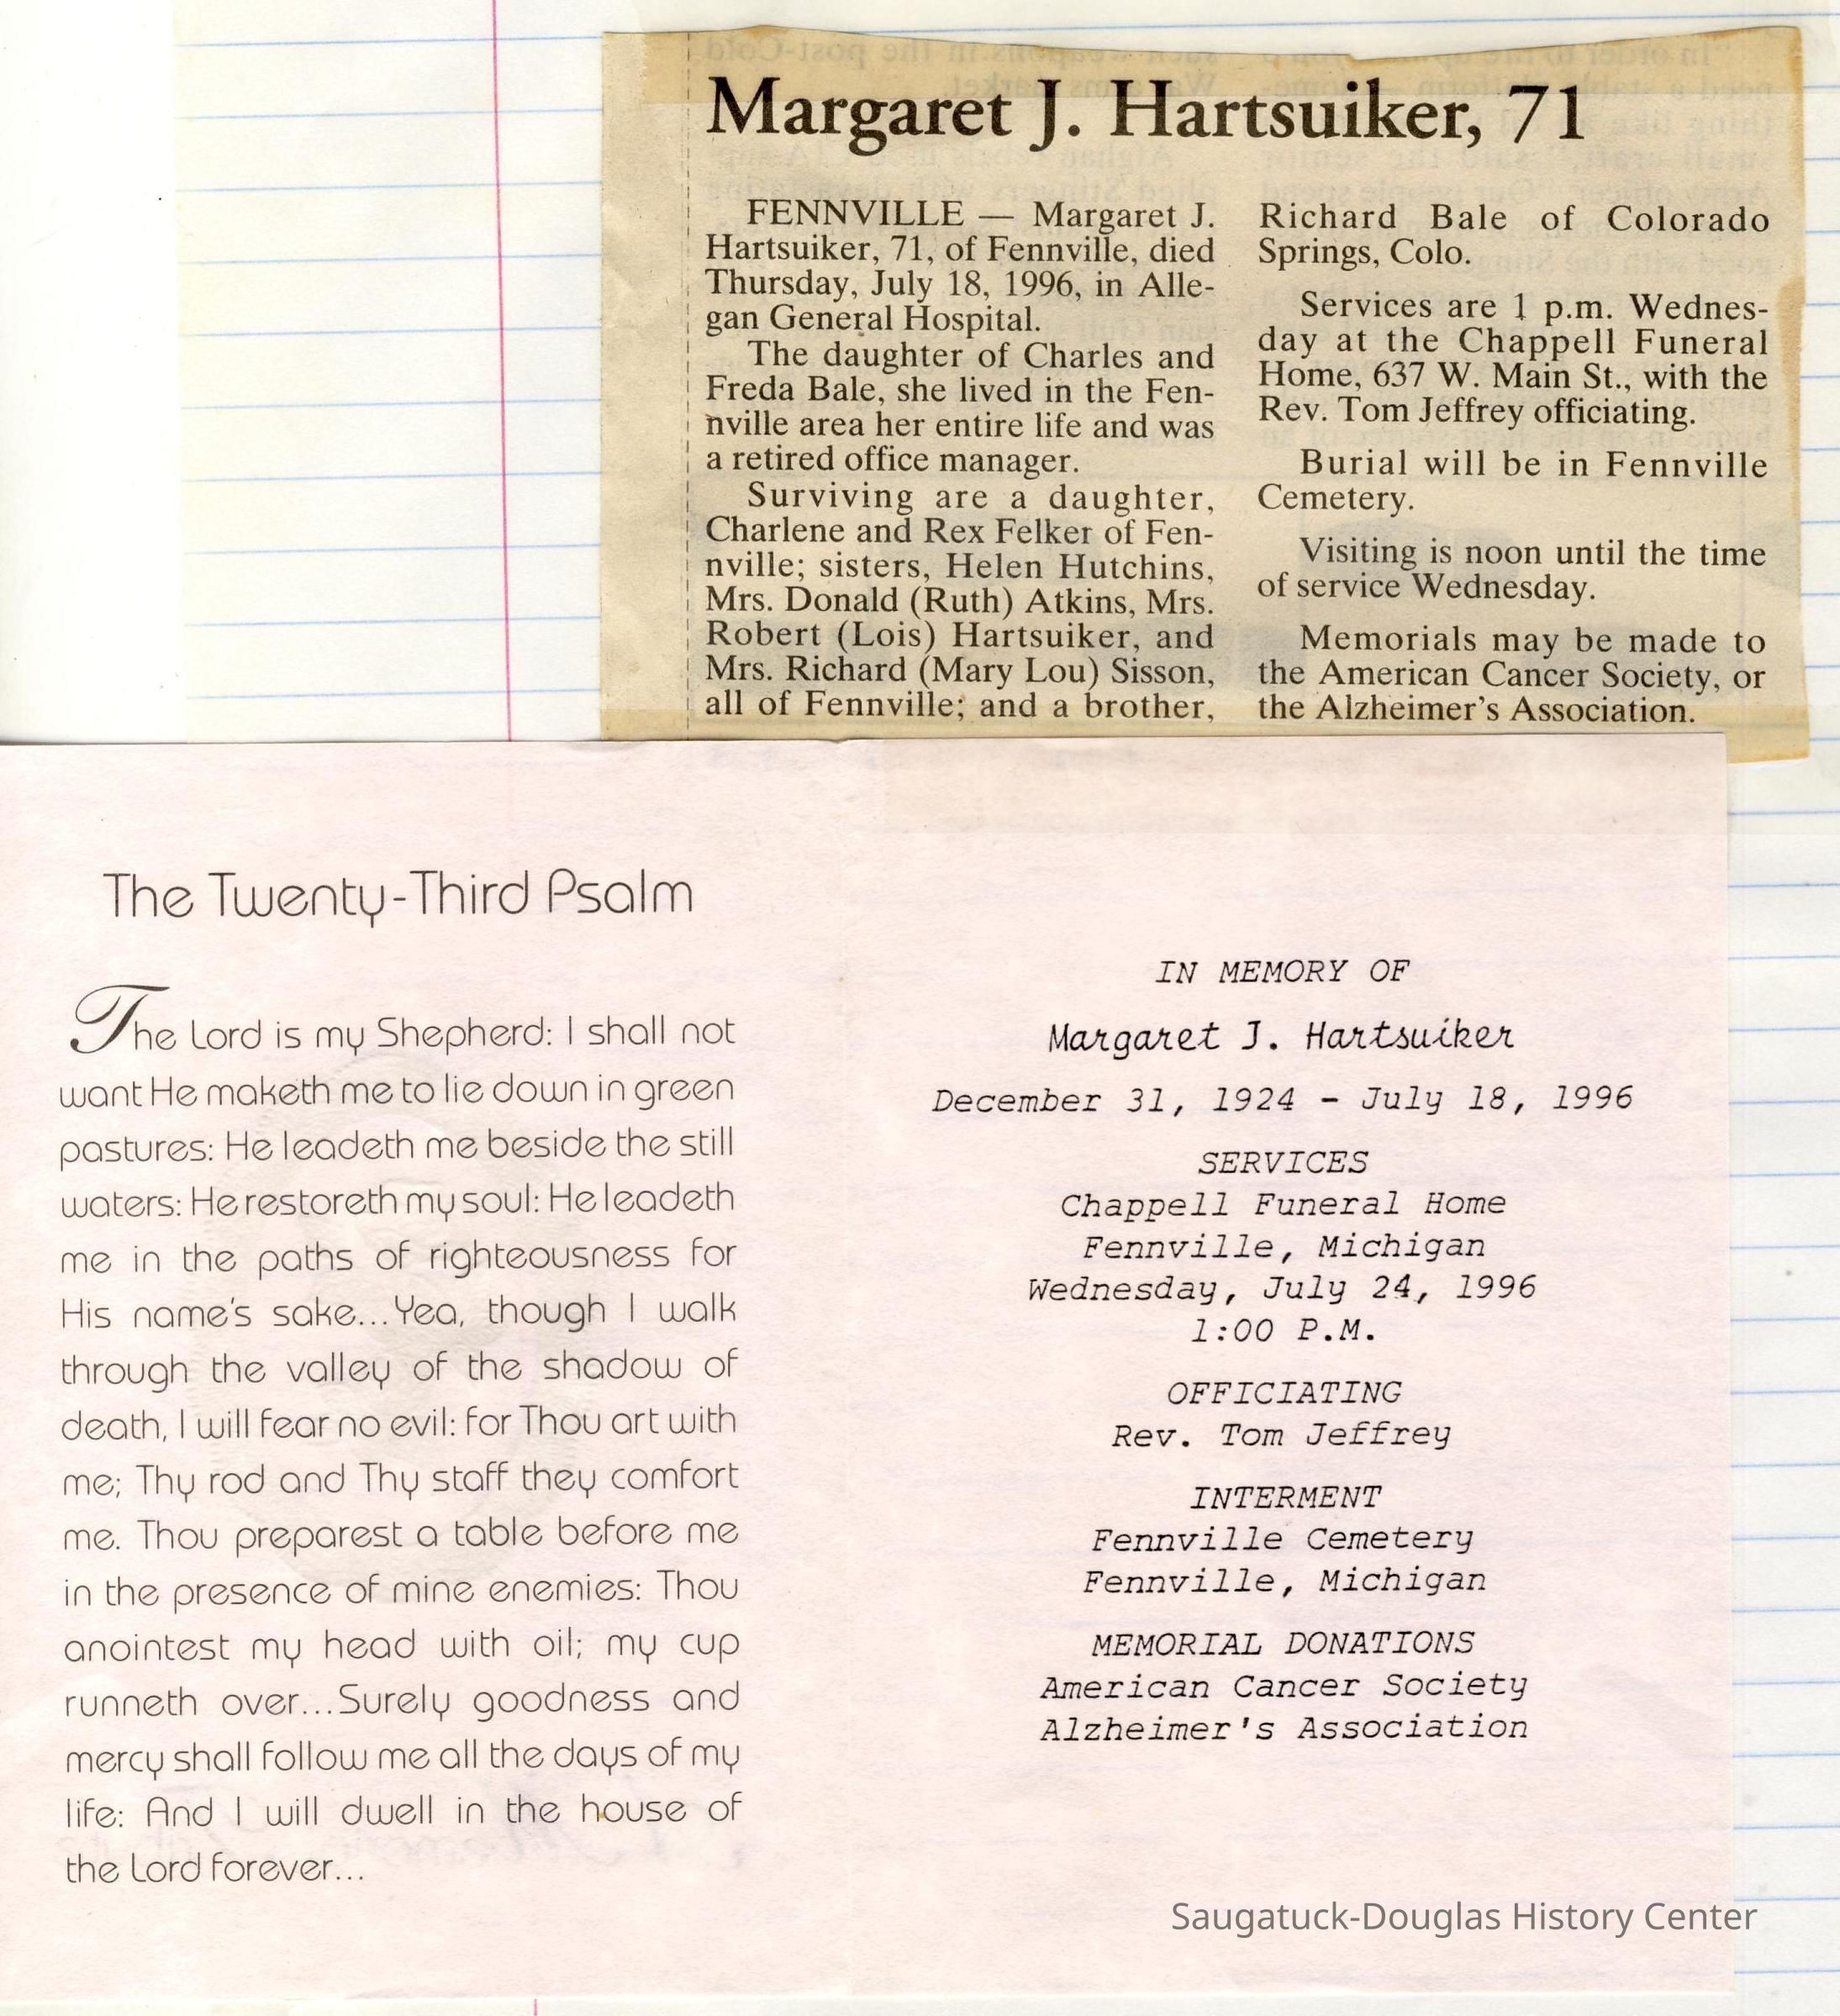 Margaret J. Hartsuiker, 71
FENNVILLE — Margaret J.
Hartsuiker, 71, of Fennville, died
Thursday, July 18, 1996, in Alle-
gan General Hospital.
The daughter of Charles and
Freda Bale, she lived in the Fen-
nville area her entire life and was
a retired office manager.
Surviving are a daughter,
Charlene and Rex Felker of Fen-
nville; sisters, Helen Hutchins,
Mrs. Donald (Ruth) Atkins, Mrs.
Robert (Lois) Hartsuiker, and
Mrs. Richard (Mary Lou) Sisson,
all of Fennville; and a brother,
Richard Bale of Colorado
Springs, Colo.
Services are 1 p.m. Wednes-
day at the Chappell Funeral
Home, 637 W. Main St., with the
Rev. Tom Jeffrey officiating.
Burial will be in Fennville
Cemetery.
Visiting is noon until the time
of service Wednesday.
Memorials may be made to
the American Cancer Society, or
the Alzheimer's Association.
The Twenty-Third Psalm
The Lord is my Shepherd: I shall not
want He maketh me to lie down in green
pastures: He leadeth me beside the still
waters: He restoreth my soul: He leadeth
me in the paths of righteousness for
His name's sake...Yea, though I walk
through the valley of the shadow of
death, I will fear no evil: for Thou art with
me; Thy rod and Thy staff they comfort
me. Thou preparest a table before me
in the presence of mine enemies: Thou
anointest my head with oil; my cup
runneth over...Surely goodness and
mercy shall follow me all the days of my
life: And I will dwell in the house of
the Lord forever...
IN MEMORY OF
Margaret J. Hartsuiker
December 31, 1924 - July 18, 1996
SERVICES
Chappell Funeral Home
Fennville, Michigan
Wednesday, July 24, 1996
1:00 P.M.
OFFICIATING
Rev. Tom Jeffrey
INTERMENT
Fennville Cemetery
Fennville, Michigan
MEMORIAL DONATIONS
American Cancer Society
Alzheimer's Association
Saugatuck-Douglas History Center